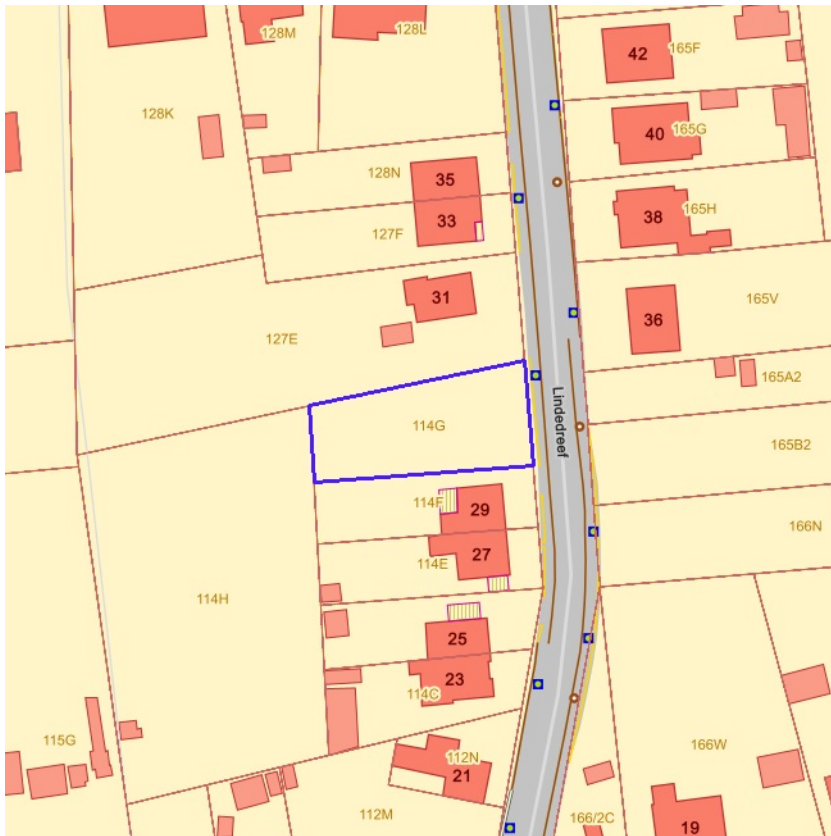 128M
128L
42
165F
128K
40
165G
128N
35
38
165H
33
127F
31
36
165V
127E
165A2
Lindedreef
114G
165B2
114F
29
166N
27
114E
114H
25
23
114C
115G
166W
112N
21
112M
166/2C
19